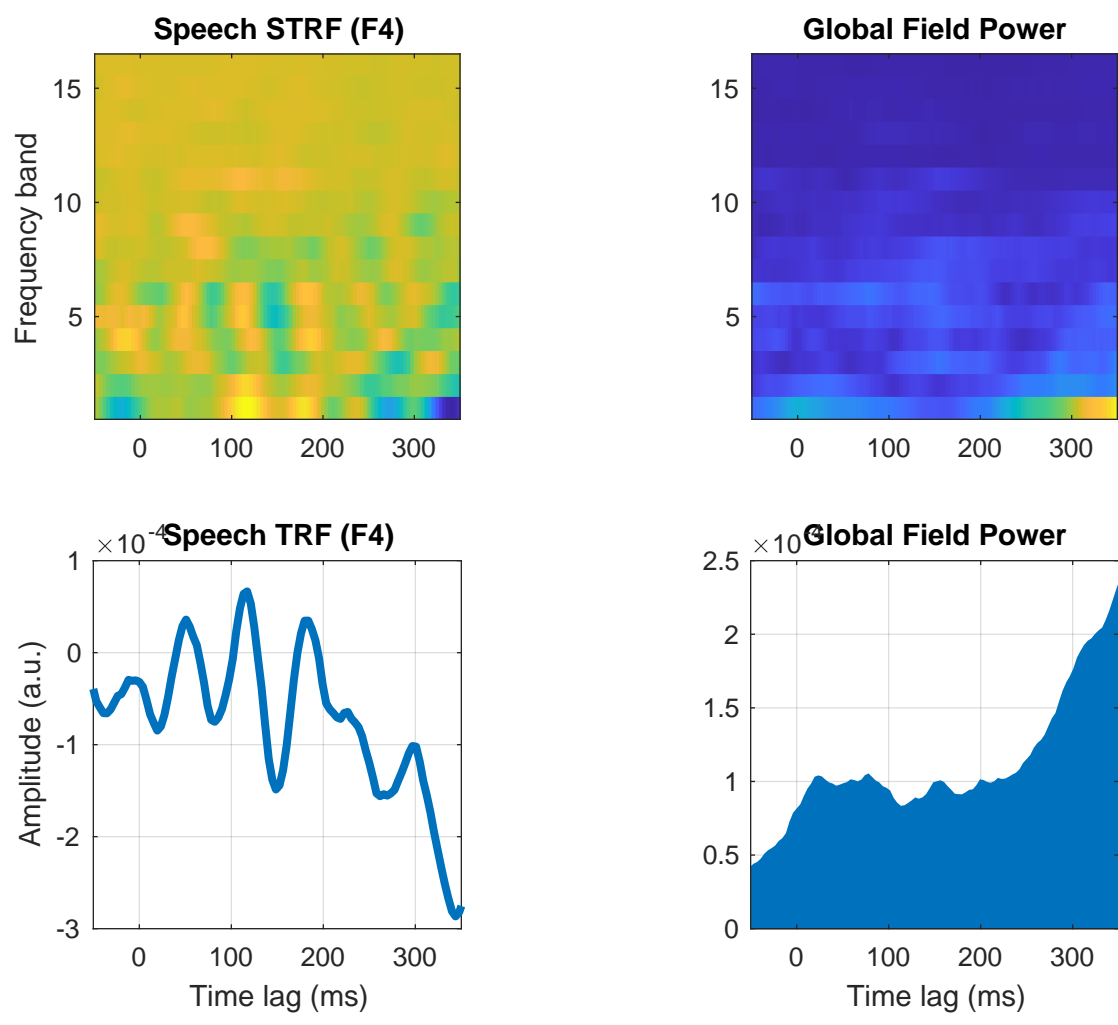 Speech STRF (F4)
Frequency band
15
10
5
0 100 200 300
Global Field Power
15
10
5
0 100 200 300
Speech TRF (F4)
×10^-4
Amplitude (a.u.)
1
0
-1
-2
-3
0 100 200 300
Time lag (ms)
Global Field Power
×10^-4
2.5
2
1.5
1
0.5
0
0 100 200 300
Time lag (ms)